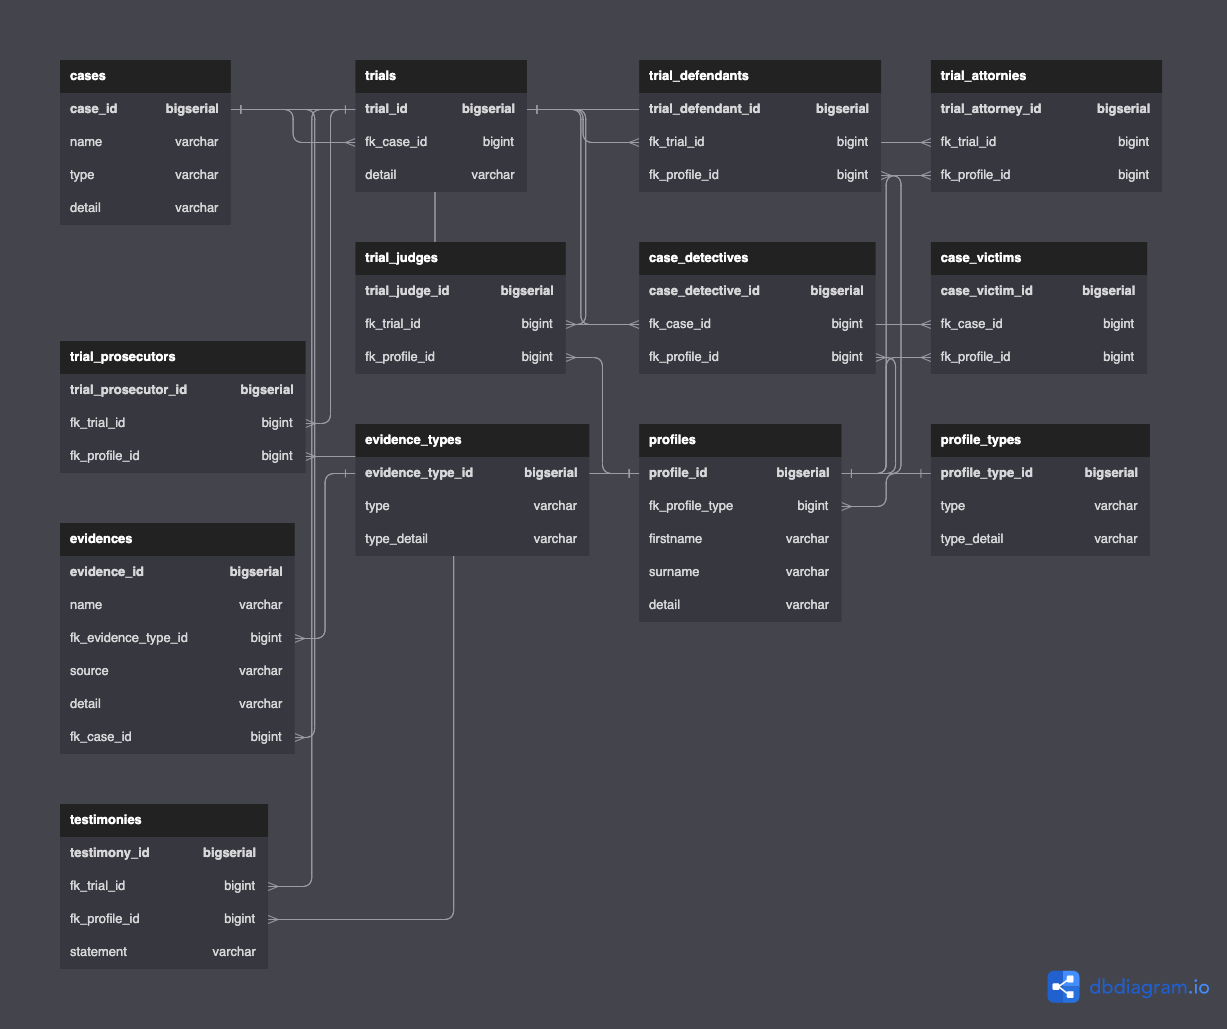 cases
case_id bigserial
name varchar
type varchar
detail varchar
trials
trial_id bigserial
fk_case_id bigint
detail varchar
trial_defendants
trial_defendant_id bigserial
fk_trial_id bigint
fk_profile_id bigint
trial_attornies
trial_attorney_id bigserial
fk_trial_id bigint
fk_profile_id bigint
trial_judges
trial_judge_id bigserial
fk_trial_id bigint
fk_profile_id bigint
case_detectives
case_detective_id bigserial
fk_case_id bigint
fk_profile_id bigint
case_victims
case_victim_id bigserial
fk_case_id bigint
fk_profile_id bigint
trial_prosecutors
trial_prosecutor_id bigserial
fk_trial_id bigint
fk_profile_id bigint
evidence_types
evidence_type_id bigserial
type varchar
type_detail varchar
profiles
profile_id bigserial
fk_profile_type bigint
firstname varchar
surname varchar
detail varchar
profile_types
profile_type_id bigserial
type varchar
type_detail varchar
evidences
evidence_id bigserial
name varchar
fk_evidence_type_id bigint
source varchar
detail varchar
fk_case_id bigint
testimonies
testimony_id bigserial
fk_trial_id bigint
fk_profile_id bigint
statement varchar
dbdiagram.io